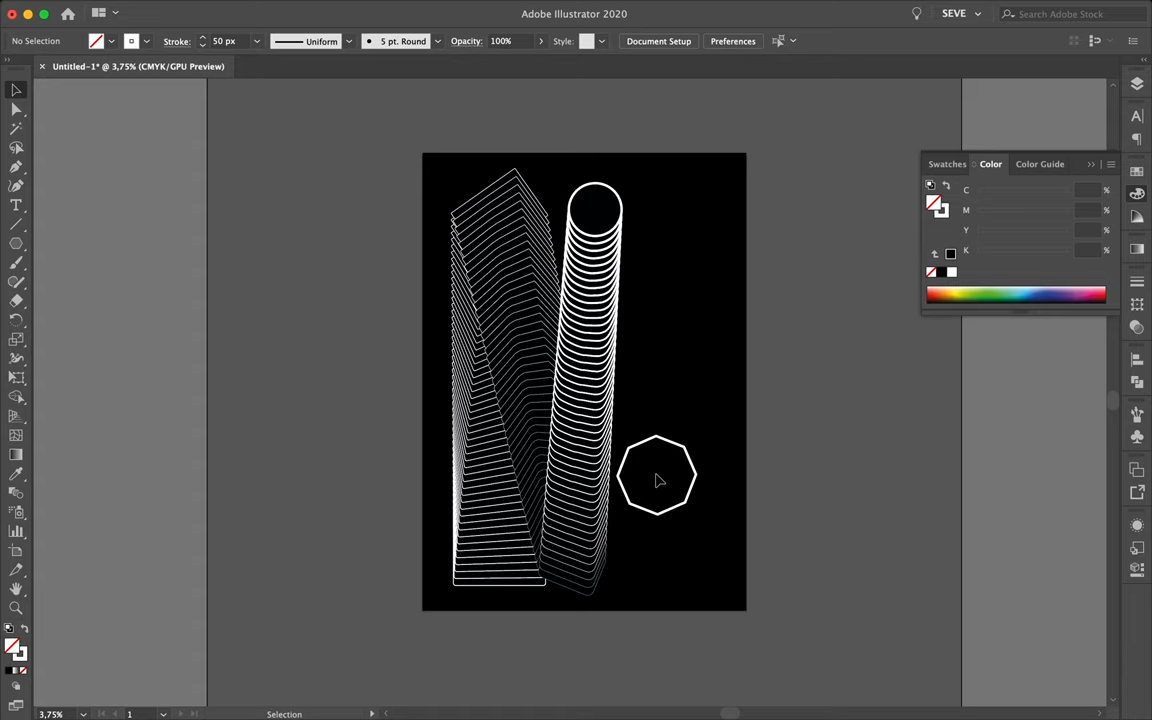 Adobe Illustrator 2020
SEVE
Search Adobe Stock
No Selection
Stroke:
50 px
Uniform
5 pt. Round
Opacity:
100%
Style:
Document Setup
Preferences
Untitled-1* @ 3,75% (CMYK/GPU Preview)
Swatches
Color
Color Guide
C %
M %
Y %
K %
3,75%
1
Selection